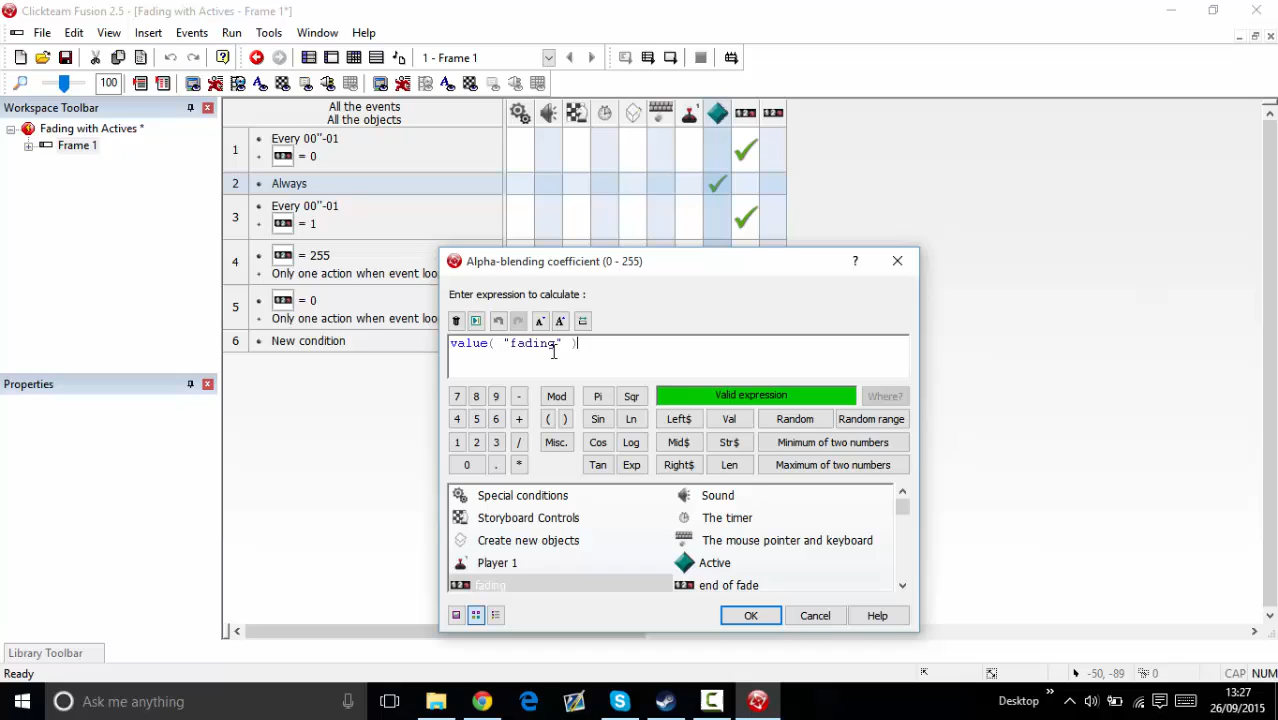 Clickteam Fusion 2.5 - [Fading with Actives - Frame 1*]
File Edit View Insert Events Run Tools Window Help
1 - Frame 1
100
Workspace Toolbar
Fading with Actives *
Frame 1
Properties
All the events
All the objects
1
Every 00"-01
= 0
2
Always
3
Every 00"-01
= 1
4
= 255
Only one action when event loo
5
= 0
Only one action when event loo
6
New condition
Alpha-blending coefficient (0 - 255)
?
Enter expression to calculate :
value( "fading" )
7 8 9 - Mod Pi Sqr Valid expression Where?
4 5 6 + ( ) Sin Ln Left$ Val Random Random range
1 2 3 / Misc. Cos Log Mid$ Str$ Minimum of two numbers
0 . * Tan Exp Right$ Len Maximum of two numbers
Special conditions Sound
Storyboard Controls The timer
Create new objects The mouse pointer and keyboard
Player 1 Active
fading end of fade
OK Cancel Help
Library Toolbar
Ready
-50, -89 0 CAP NUM
Ask me anything
Desktop
13:27
26/09/2015